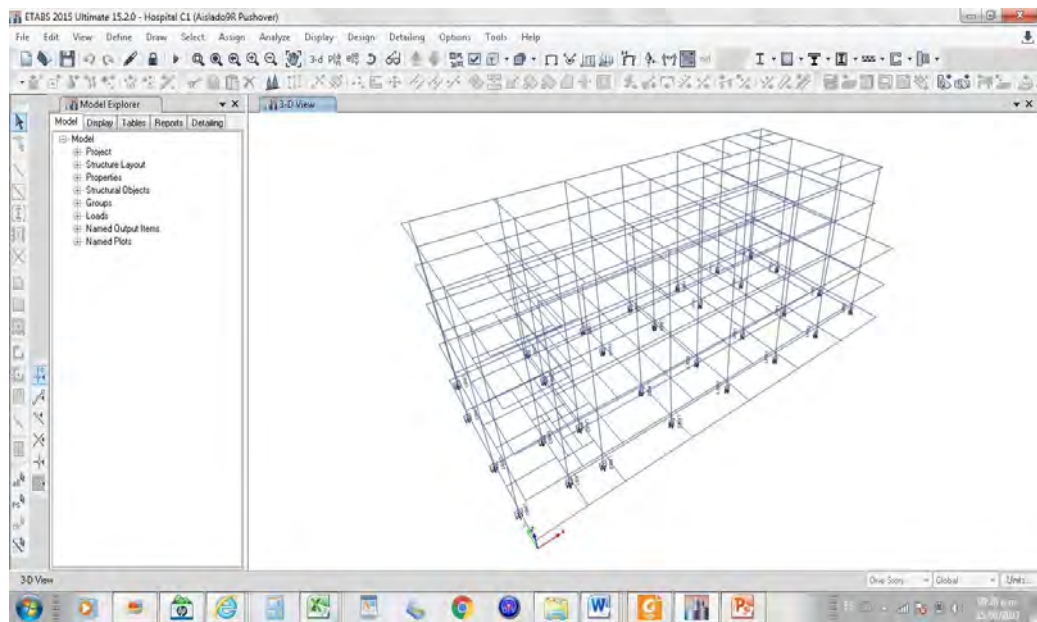 ETABS 2015 Ultimate 15.2.0 - Hospital C1 (Aislado9R Pushover)
File Edit View Define Draw Select Assign Analyze Display Design Detailing Options Tools Help
3-d
Model Explorer
3-D View
Model Display Tables Reports Detailing
Model
Project
Structure Layout
Properties
Structural Objects
Groups
Loads
Named Output Items
Named Plots
3-D View
One Story
Global
Units...
ES